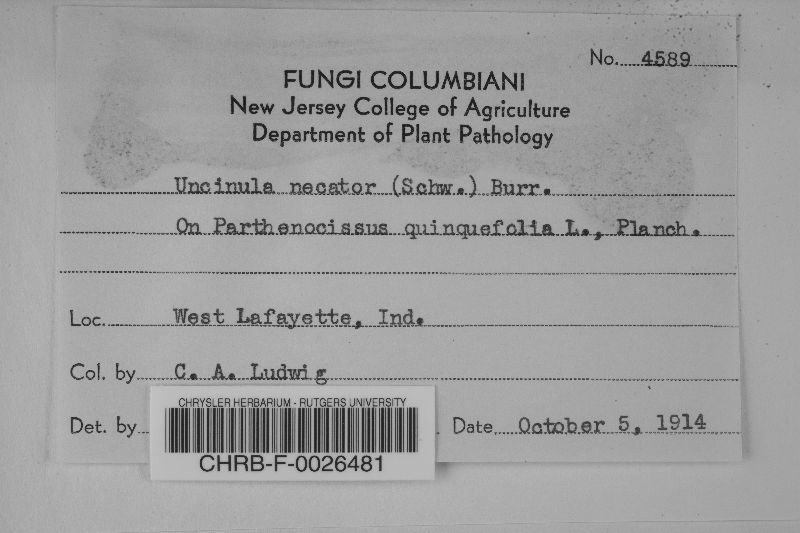 No. 4589
FUNGI COLUMBIANI
New Jersey College of Agriculture
Department of Plant Pathology
Uncinula necator (Schw.) Burr.
On Parthenocissus quinquefolia L., Planch.
Loc. West Lafayette, Ind.
Col. by C. A. Ludwig
Det. by Date October 5, 1914
CHRYSLER HERBARIUM - RUTGERS UNIVERSITY
CHRB-F-0026481